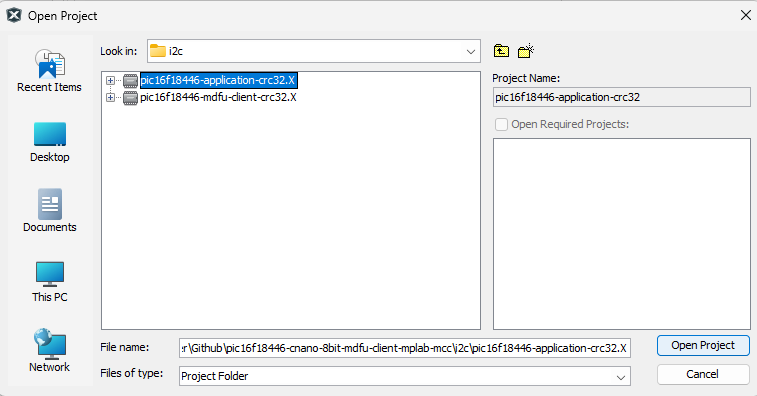 Open Project
Look in:
i2c
Recent Items
Desktop
Documents
This PC
Network
pic16f18446-application-crc32.X
pic16f18446-mdfu-client-crc32.X
Project Name:
pic16f18446-application-crc32
Open Required Projects:
File name:
er\Github\pic16f18446-cnano-8bit-mdfu-client-mplab-mcc\i2c\pic16f18446-application-crc32.X
Open Project
Files of type:
Project Folder
Cancel